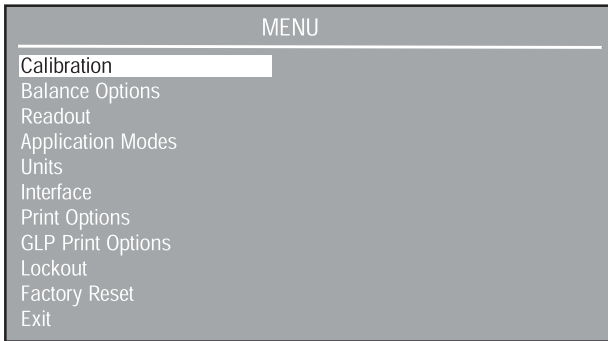 MENU
Calibration
Balance Options
Readout
Application Modes
Units
Interface
Print Options
GLP Print Options
Lockout
Factory Reset
Exit